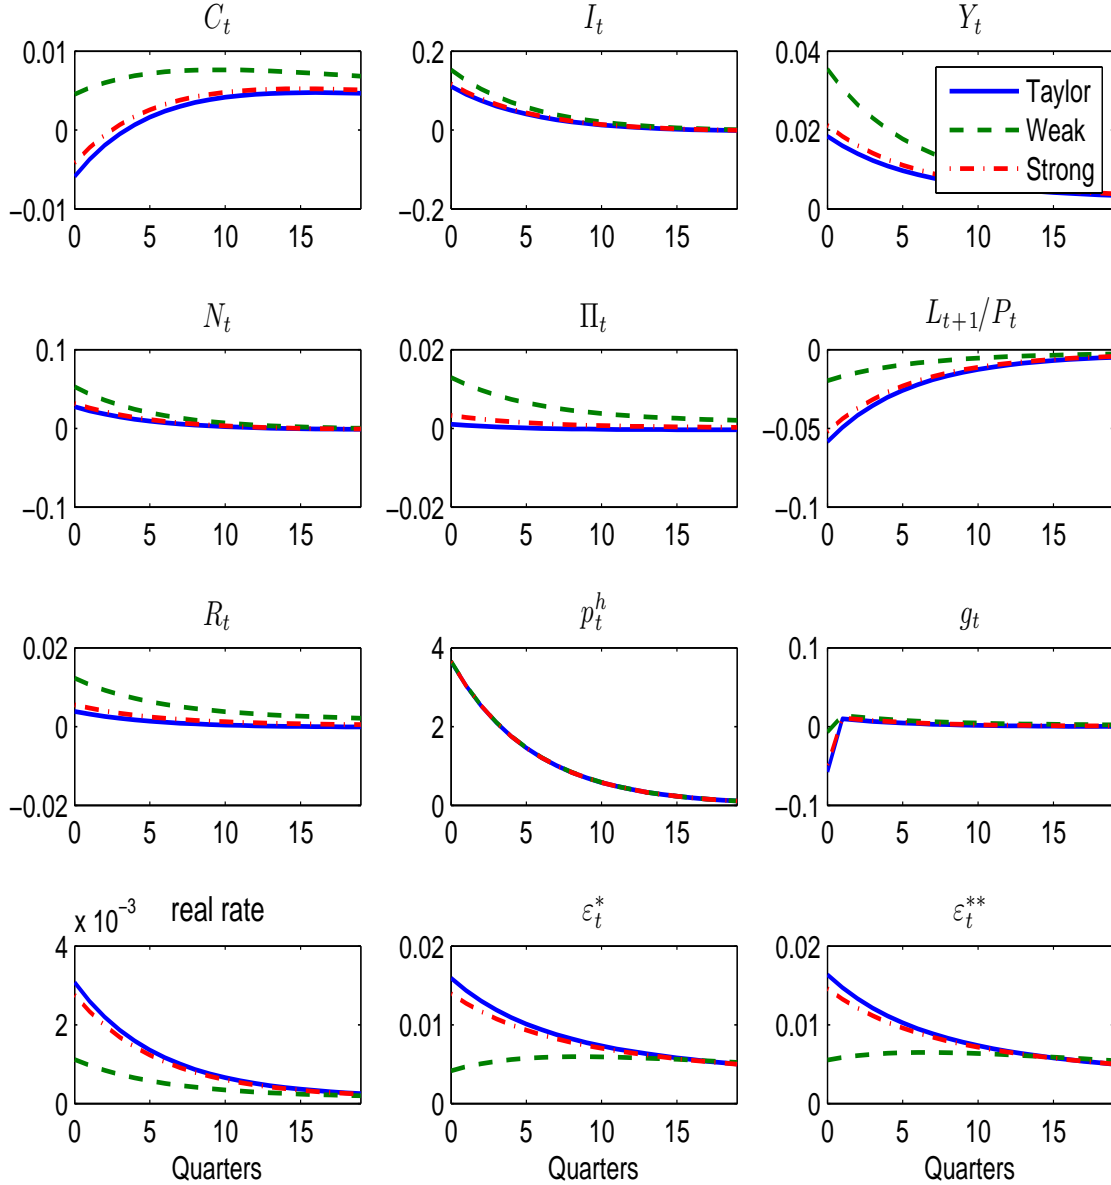 C_t I_t Y_t
0.01 0.2 0.04
Taylor
Weak
Strong
0 0 0.02
−0.01 −0.2 0
0 5 10 15 0 5 10 15 0 5 10 15
N_t Π_t L_{t+1}/P_t
0.1 0.02 0
0 0 −0.05
−0.1 −0.02 −0.1
0 5 10 15 0 5 10 15 0 5 10 15
R_t p_t^h g_t
0.02 4 0.1
0 2 0
−0.02 0 −0.1
0 5 10 15 0 5 10 15 0 5 10 15
x 10^{−3} real rate ε_t^* ε_t^{**}
4 0.02 0.02
2 0.01 0.01
0 0 0
0 5 10 15 0 5 10 15 0 5 10 15
Quarters Quarters Quarters